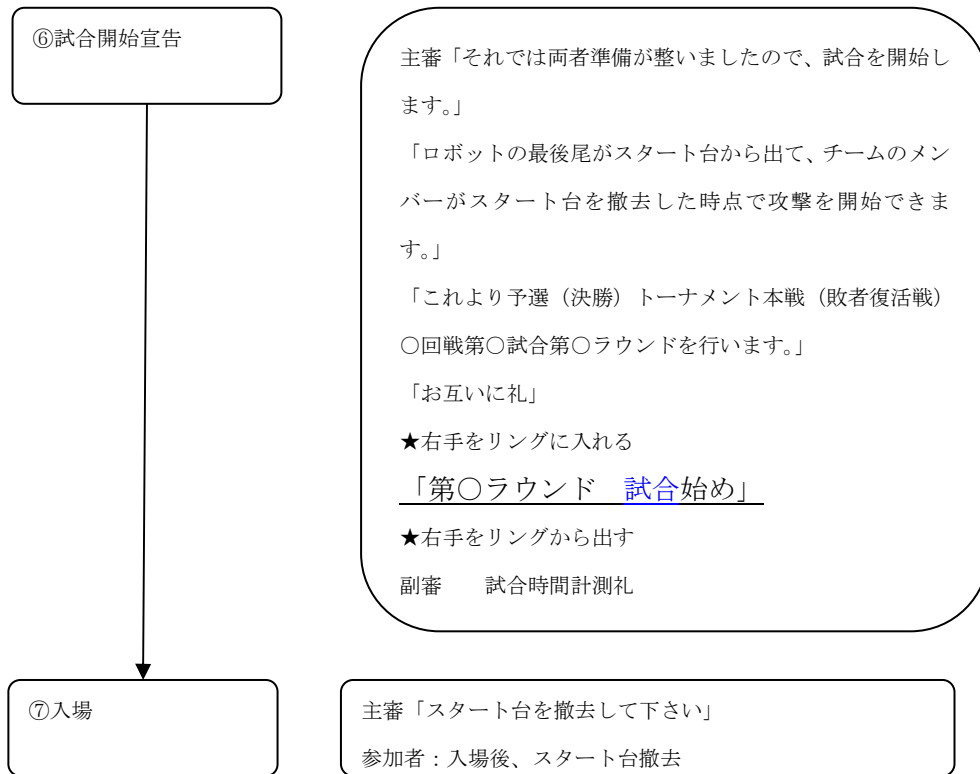 ⑥試合開始宣告
主審「それでは両者準備が整いましたので、試合を開始し
ます。」
「ロボットの最後尾がスタート台から出て、チームのメン
バーがスタート台を撤去した時点で攻撃を開始できま
す。」
「これより予選（決勝）トーナメント本戦（敗者復活戦）
〇回戦第〇試合第〇ラウンドを行います。」
「お互いに礼」
★右手をリングに入れる
「第〇ラウンド　試合始め」
★右手をリングから出す
副審　　試合時間計測礼
⑦入場
主審「スタート台を撤去して下さい」
参加者：入場後、スタート台撤去